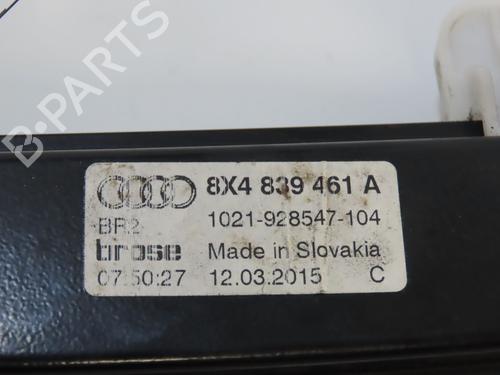 B-PARTS
8X4 839 461 A
BR2 1021-928547-104
brose Made in Slovakia
07:50:27 12.03.2015 C